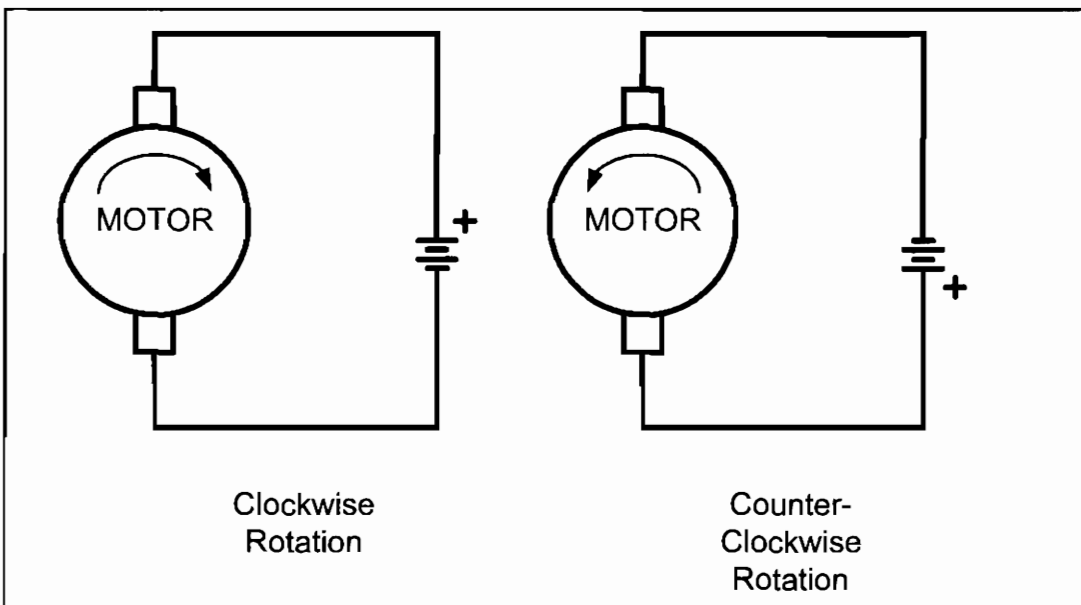 MOTOR
+
MOTOR
+
Clockwise
Rotation
Counter-
Clockwise
Rotation